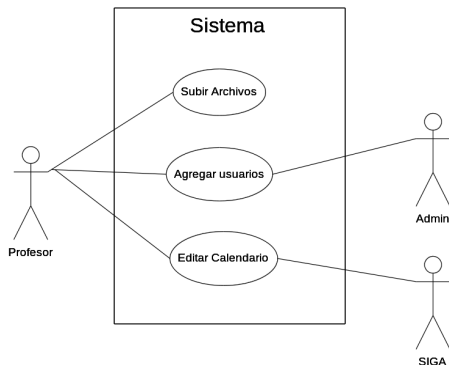 Sistema
Subir Archivos
Agregar usuarios
Editar Calendario
Profesor
Admin
SIGA